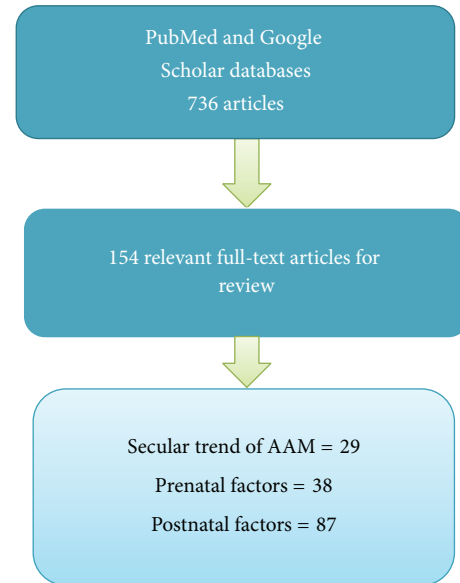 PubMed and Google
Scholar databases
736 articles
154 relevant full-text articles for
review
Secular trend of AAM = 29
Prenatal factors = 38
Postnatal factors = 87